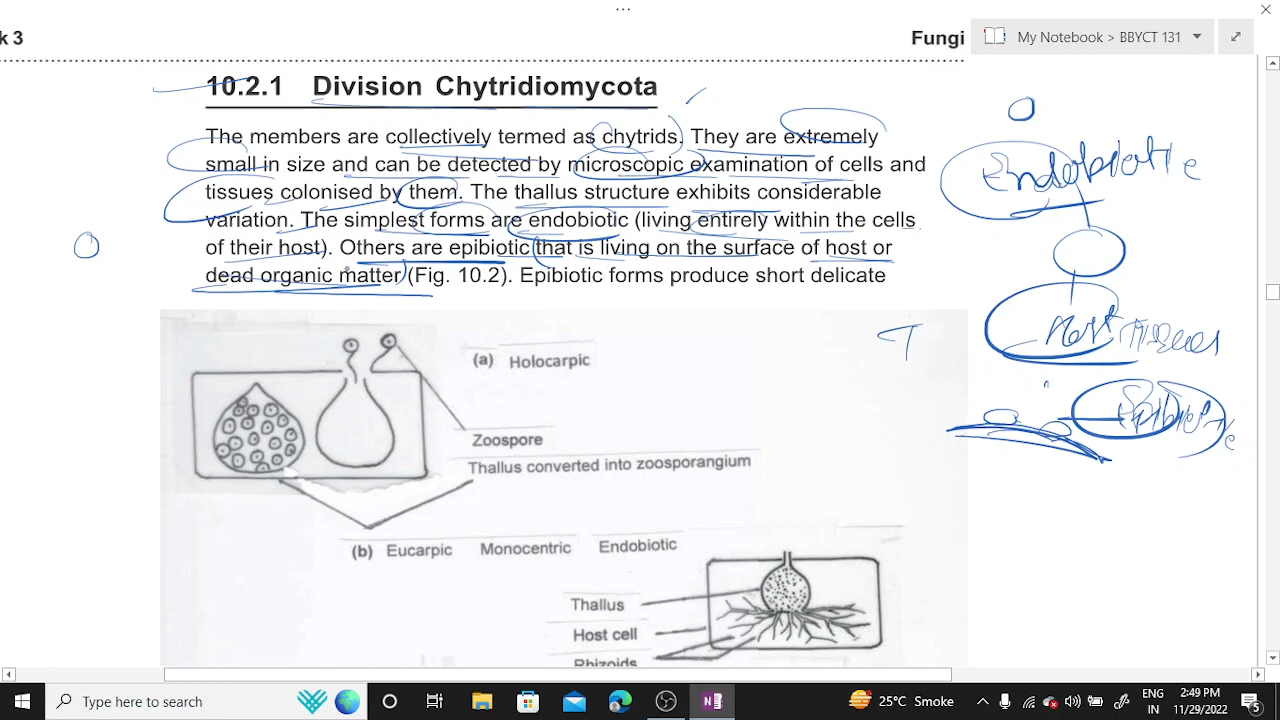 ...
k 3
Fungi
My Notebook > BBYCT 131
10.2.1 Division Chytridiomycota
The members are collectively termed as chytrids. They are extremely
small in size and can be detected by microscopic examination of cells and
tissues colonised by them. The thallus structure exhibits considerable
variation. The simplest forms are endobiotic (living entirely within the cells
of their host). Others are epibiotic (that is living on the surface of host or
dead organic matter) (Fig. 10.2). Epibiotic forms produce short delicate
Endobiotic
Host Tissues
Epibiotic
(a) Holocarpic
Zoospore
Thallus converted into zoosporangium
(b) Eucarpic Monocentric Endobiotic
Thallus
Host cell
Rhizoids
Type here to search
25°C Smoke
ENG
IN
2:49 PM
11/29/2022
5